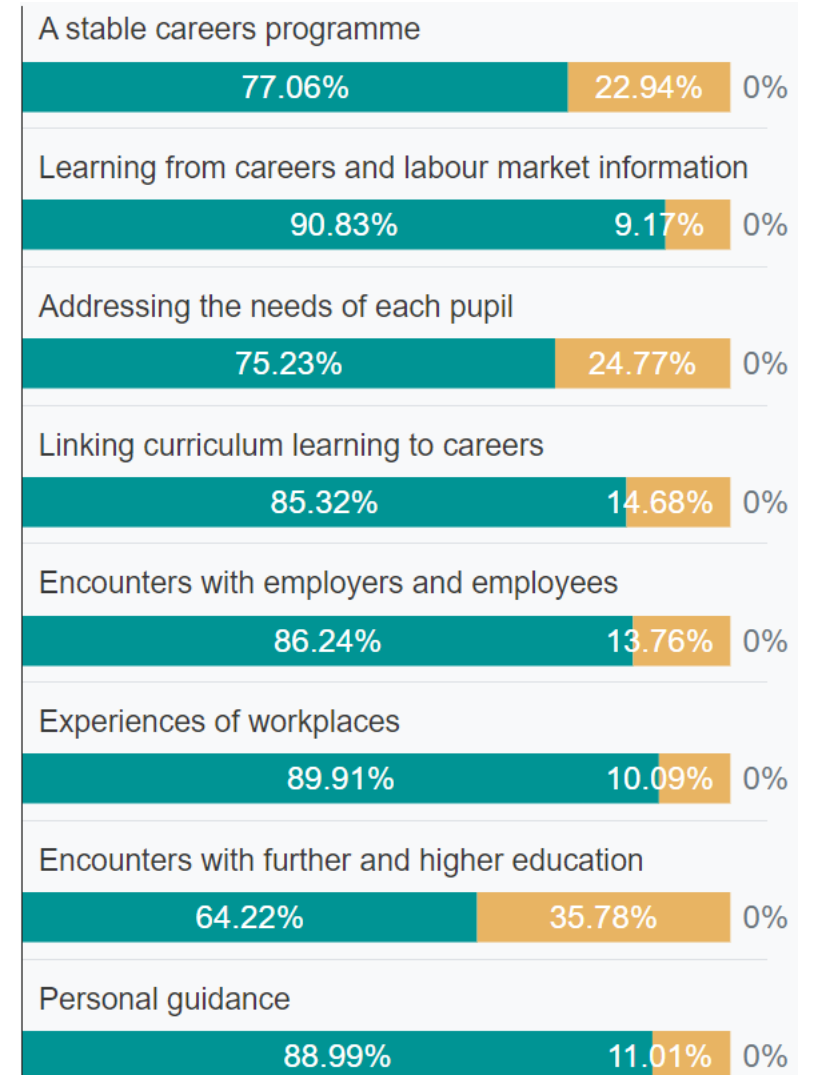 A stable careers programme
77.06% 22.94% 0%
Learning from careers and labour market information
90.83% 9.17% 0%
Addressing the needs of each pupil
75.23% 24.77% 0%
Linking curriculum learning to careers
85.32% 14.68% 0%
Encounters with employers and employees
86.24% 13.76% 0%
Experiences of workplaces
89.91% 10.09% 0%
Encounters with further and higher education
64.22% 35.78% 0%
Personal guidance
88.99% 11.01% 0%